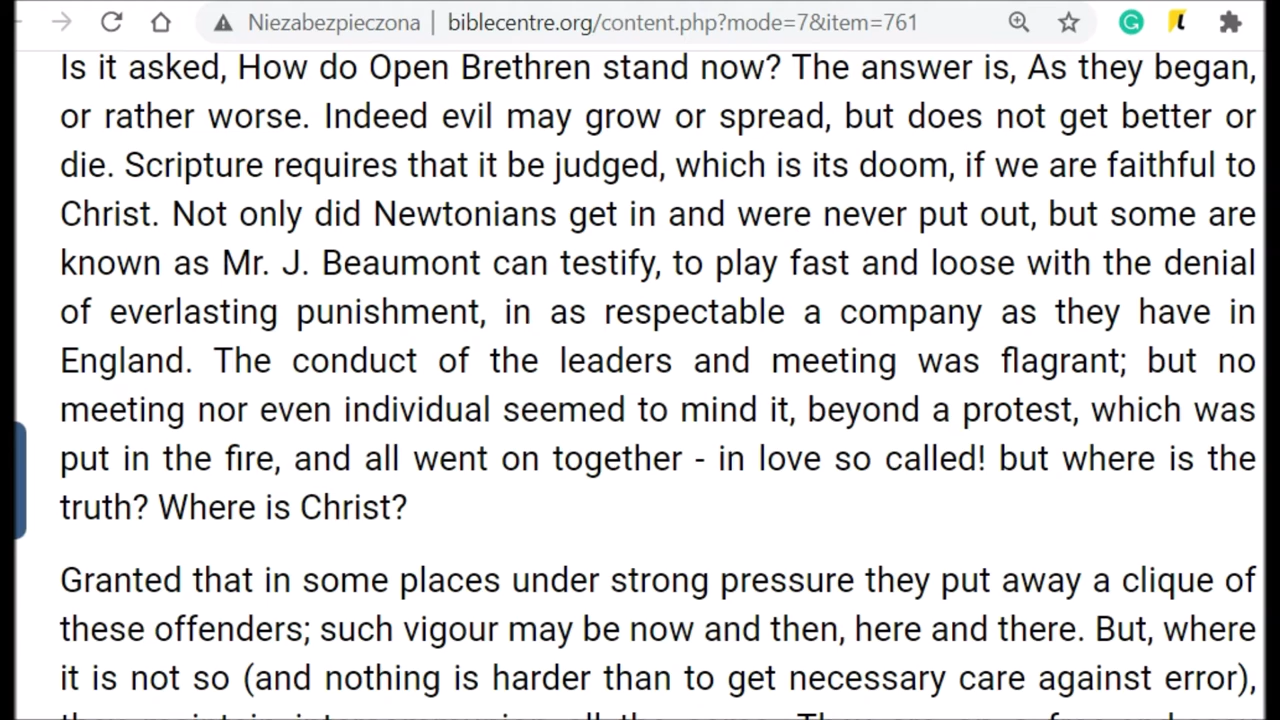 Niezabezpieczona | biblecentre.org/content.php?mode=7&item=761
Is it asked, How do Open Brethren stand now? The answer is, As they began,
or rather worse. Indeed evil may grow or spread, but does not get better or
die. Scripture requires that it be judged, which is its doom, if we are faithful to
Christ. Not only did Newtonians get in and were never put out, but some are
known as Mr. J. Beaumont can testify, to play fast and loose with the denial
of everlasting punishment, in as respectable a company as they have in
England. The conduct of the leaders and meeting was flagrant; but no
meeting nor even individual seemed to mind it, beyond a protest, which was
put in the fire, and all went on together - in love so called! but where is the
truth? Where is Christ?
Granted that in some places under strong pressure they put away a clique of
these offenders; such vigour may be now and then, here and there. But, where
it is not so (and nothing is harder than to get necessary care against error),